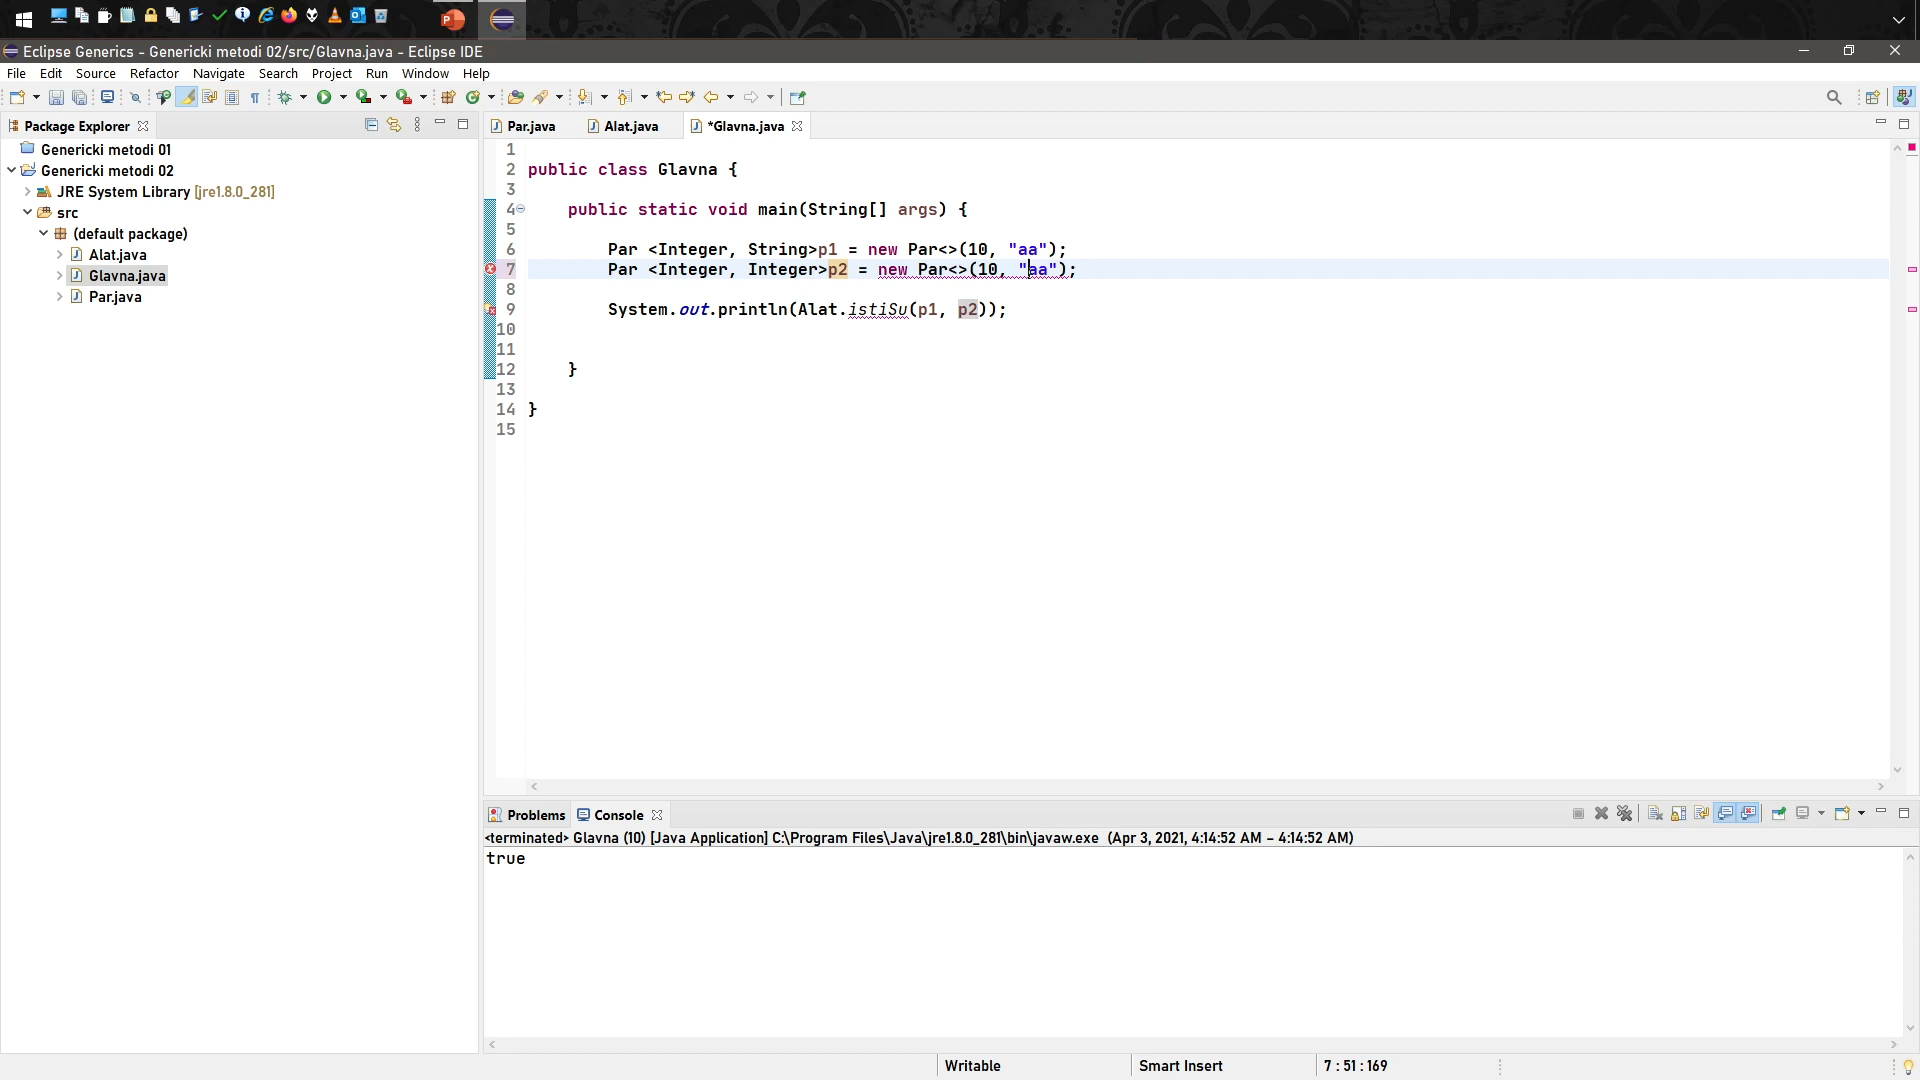 Eclipse Generics - Genericki metodi 02/src/Glavna.java - Eclipse IDE
File Edit Source Refactor Navigate Search Project Run Window Help
Package Explorer
Par.java Alat.java *Glavna.java
Genericki metodi 01
Genericki metodi 02
JRE System Library [jre1.8.0_281]
src
(default package)
Alat.java
Glavna.java
Par.java
1
2 public class Glavna {
3
4 public static void main(String[] args) {
5
6 Par <Integer, String>p1 = new Par<>(10, "aa");
7 Par <Integer, Integer>p2 = new Par<>(10, "aa");
8
9 System.out.println(Alat.istiSu(p1, p2));
10
11
12 }
13
14 }
15
Problems Console
<terminated> Glavna (10) [Java Application] C:\Program Files\Java\jre1.8.0_281\bin\javaw.exe (Apr 3, 2021, 4:14:52 AM – 4:14:52 AM)
true
Writable Smart Insert 7 : 51 : 169